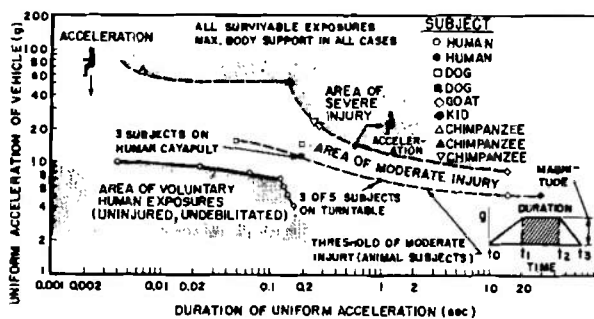 ALL SURVIVABLE EXPOSURES
MAX. BODY SUPPORT IN ALL CASES
SUBJECT
HUMAN
HUMAN
DOG
DOG
GOAT
KID
CHIMPANZEE
CHIMPANZEE
CHIMPANZEE
UNIFORM ACCELERATION OF VEHICLE (g)
200
100
80
60
40
20
10
8
6
4
2
1
ACCELERATION
AREA OF
SEVERE
INJURY
ACCELER-
ATION
3 SUBJECTS ON
HUMAN CATAPULT
AREA OF MODERATE INJURY
AREA OF VOLUNTARY
HUMAN EXPOSURES
(UNINJURED, UNDEBILITATED)
3 OF 5 SUBJECTS
ON TURNTABLE
THRESHOLD OF MODERATE
INJURY (ANIMAL SUBJECTS)
MAGNI-
TUDE
g
DURATION
t0 t1 t2 t3
TIME
0.001 0.002 0.01 0.02 0.1 0.2 1 2 10 20 100
DURATION OF UNIFORM ACCELERATION (sec)